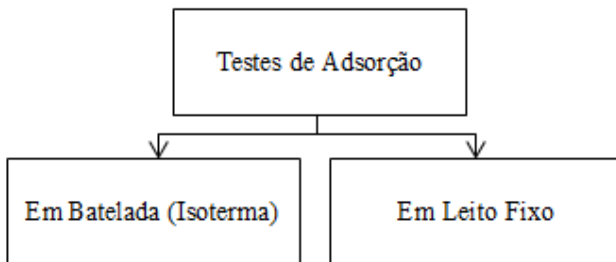 Testes de Adsorção
Em Batelada (Isoterma)
Em Leito Fixo